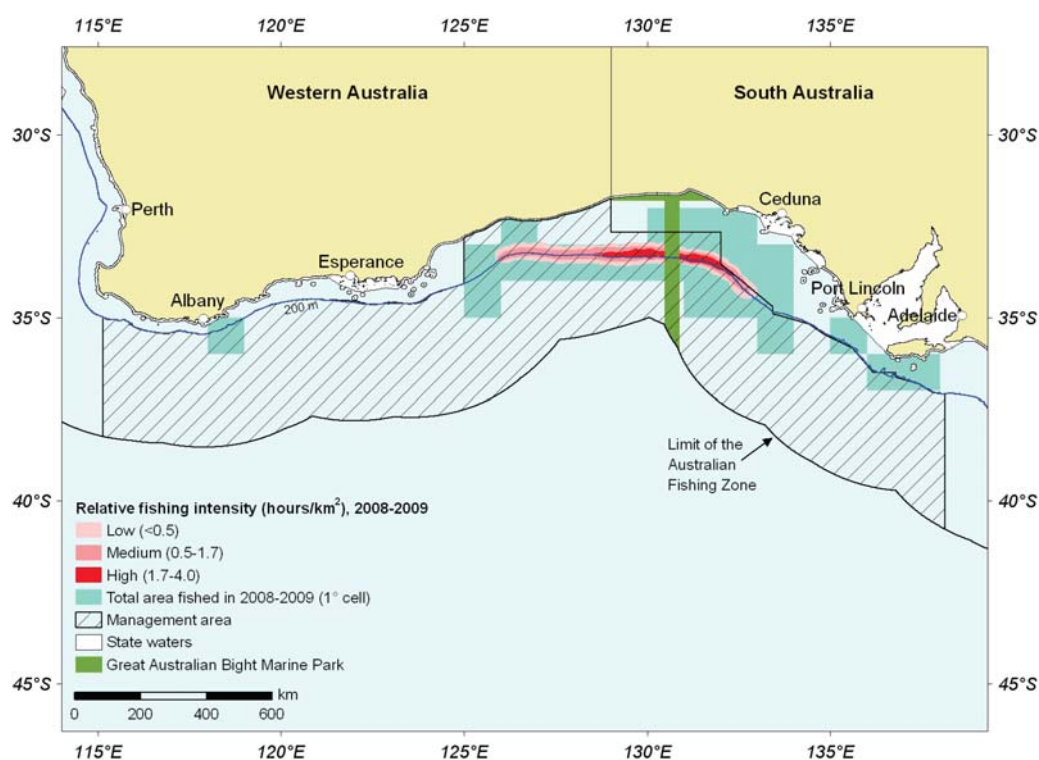 115°E 120°E 125°E 130°E 135°E
Western Australia South Australia
30°S 30°S
Perth
Ceduna
Esperance
Albany
200 m
Port Lincoln
Adelaide
35°S 35°S
Limit of the
Australian
Fishing Zone
40°S 40°S
Relative fishing intensity (hours/km²), 2008-2009
Low (<0.5)
Medium (0.5-1.7)
High (1.7-4.0)
Total area fished in 2008-2009 (1° cell)
Management area
State waters
Great Australian Bight Marine Park
45°S 45°S
km
0 200 400 600
115°E 120°E 125°E 130°E 135°E